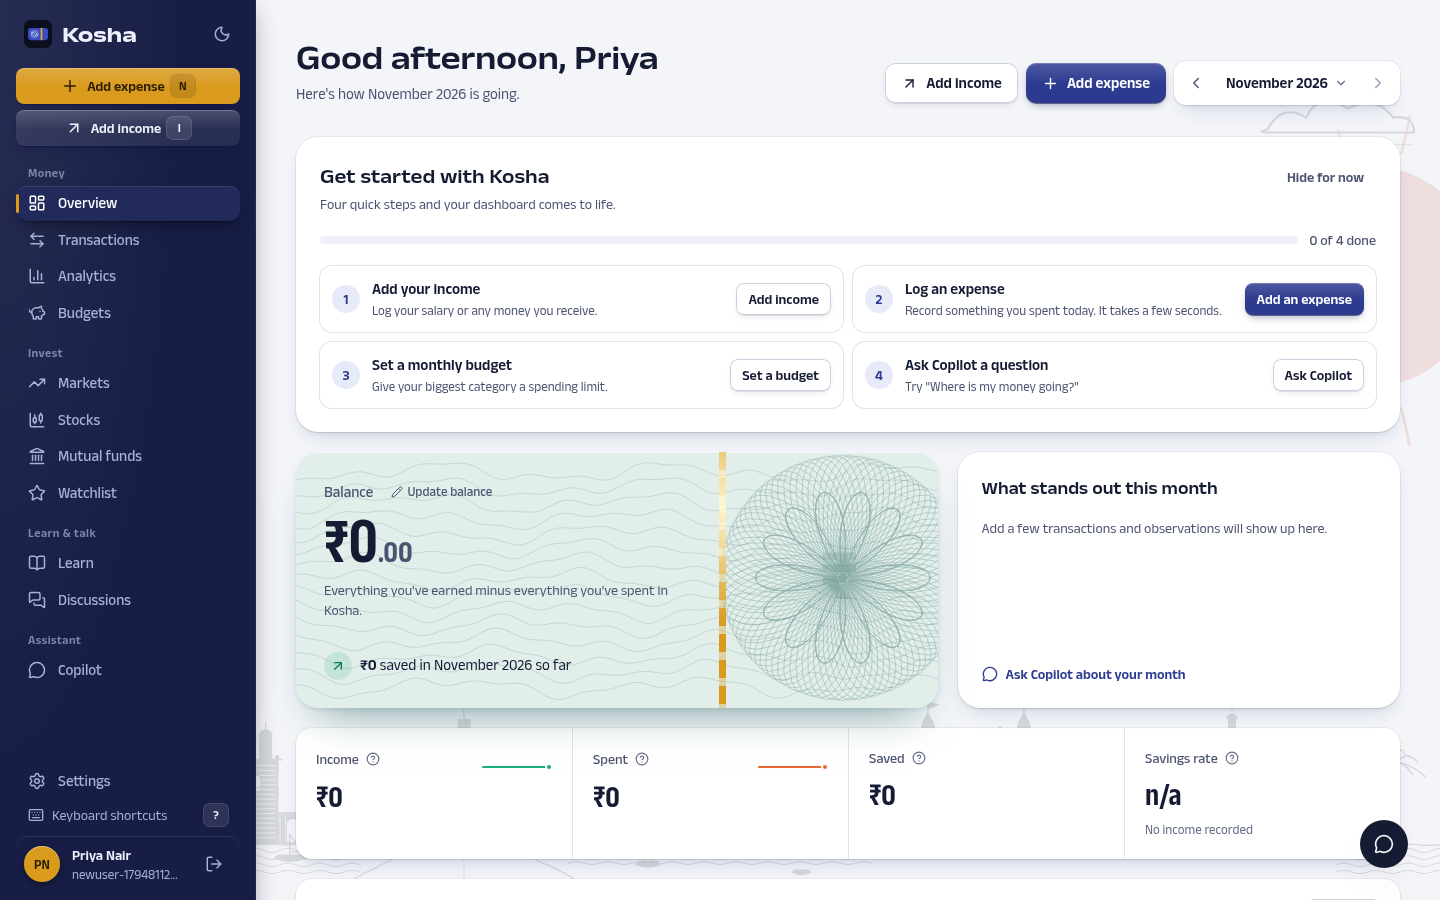 Kosha
Add expense N
Add income I
Money
Overview
Transactions
Analytics
Budgets
Invest
Markets
Stocks
Mutual funds
Watchlist
Learn & talk
Learn
Discussions
Assistant
Copilot
Settings
Keyboard shortcuts ?
PN
Priya Nair
newuser-17948112...
Good afternoon, Priya
Here's how November 2026 is going.
Add income
Add expense
November 2026
Get started with Kosha
Hide for now
Four quick steps and your dashboard comes to life.
0 of 4 done
1
Add your income
Log your salary or any money you receive.
Add income
2
Log an expense
Record something you spent today. It takes a few seconds.
Add an expense
3
Set a monthly budget
Give your biggest category a spending limit.
Set a budget
4
Ask Copilot a question
Try "Where is my money going?"
Ask Copilot
Balance
Update balance
₹0.00
Everything you've earned minus everything you've spent in
Kosha.
₹0 saved in November 2026 so far
What stands out this month
Add a few transactions and observations will show up here.
Ask Copilot about your month
Income
₹0
Spent
₹0
Saved
₹0
Savings rate
n/a
No income recorded